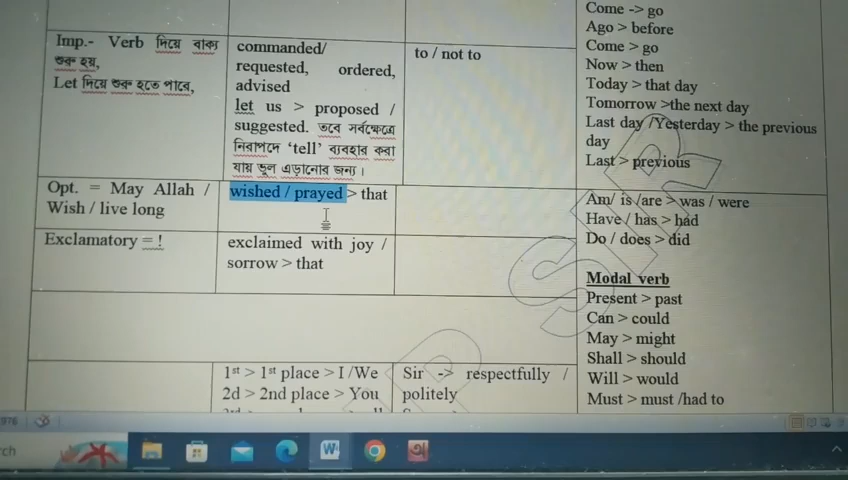 Come -> go
Ago > before
Come > go
Now > then
Today > that day
Tomorrow >the next day
Last day /Yesterday > the previous
day
Last > previous
Imp.- Verb দিয়ে বাক্য
শুরু হয়,
Let দিয়ে শুরু হতে পারে,
commanded/
requested, ordered,
advised
let us > proposed /
suggested. তবে সর্বক্ষেত্রে
নিরাপদে ‘tell’ ব্যবহার করা
যায় ভুল এড়ানোর জন্য।
to / not to
Opt. = May Allah /
Wish / live long
wished / prayed > that
Am/ is /are > was / were
Have / has > had
Do / does > did
Exclamatory = !
exclaimed with joy /
sorrow > that
Modal verb
Present > past
Can > could
May > might
Shall > should
Will > would
Must > must /had to
1st > 1st place > I /We
2d > 2nd place > You
Sir -> respectfully /
politely
SIR